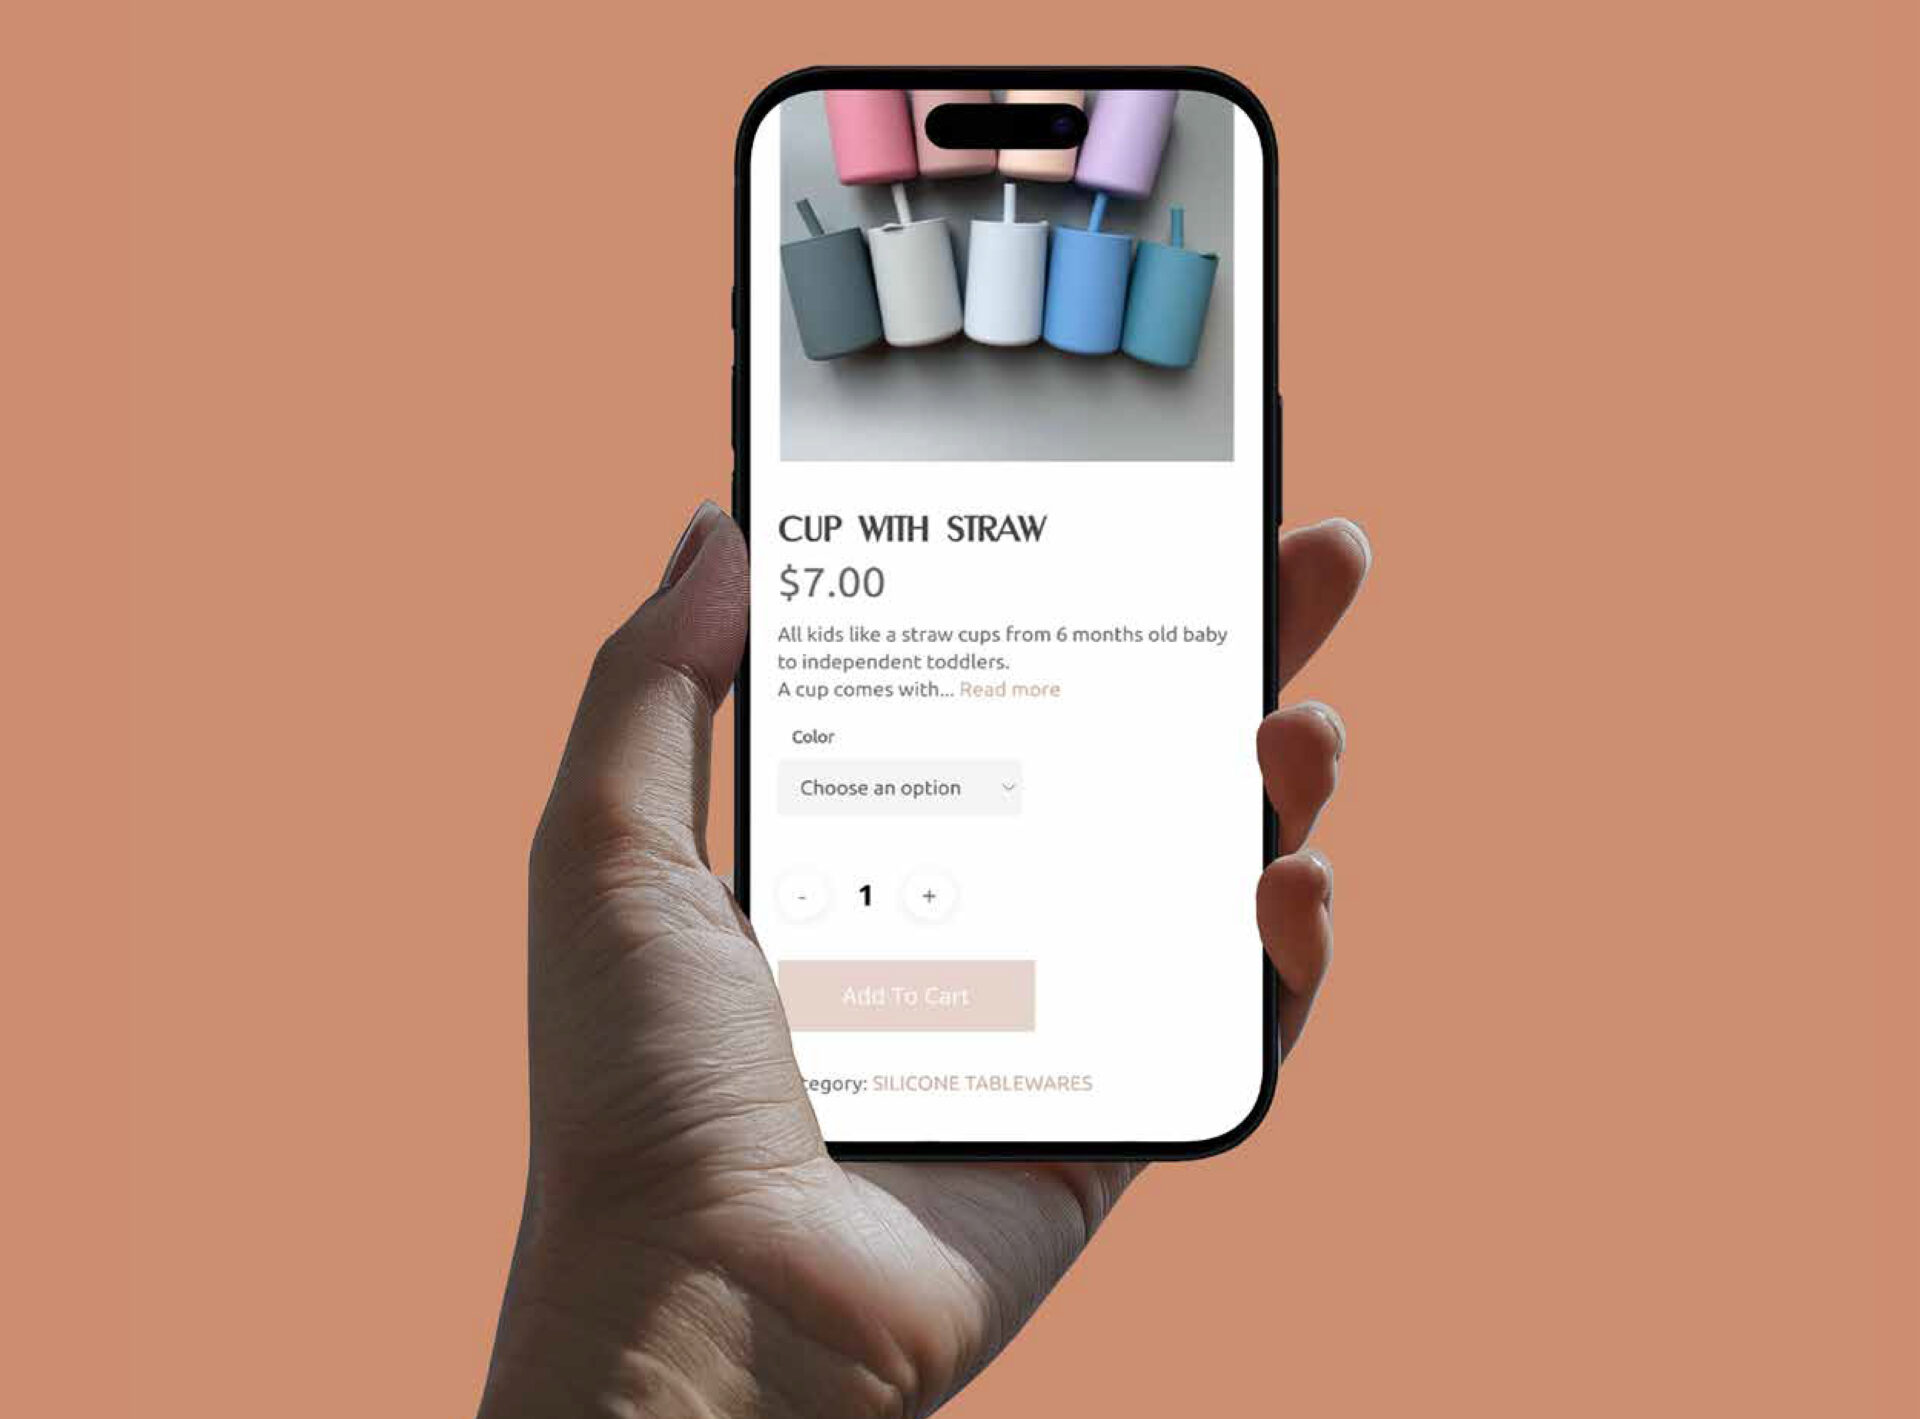 CUP WITH STRAW
$7.00
All kids like a straw cups from 6 months old baby
to independent toddlers.
A cup comes with... Read more
Color
Choose an option
- 1 +
Add To Cart
tegory: SILICONE TABLEWARES